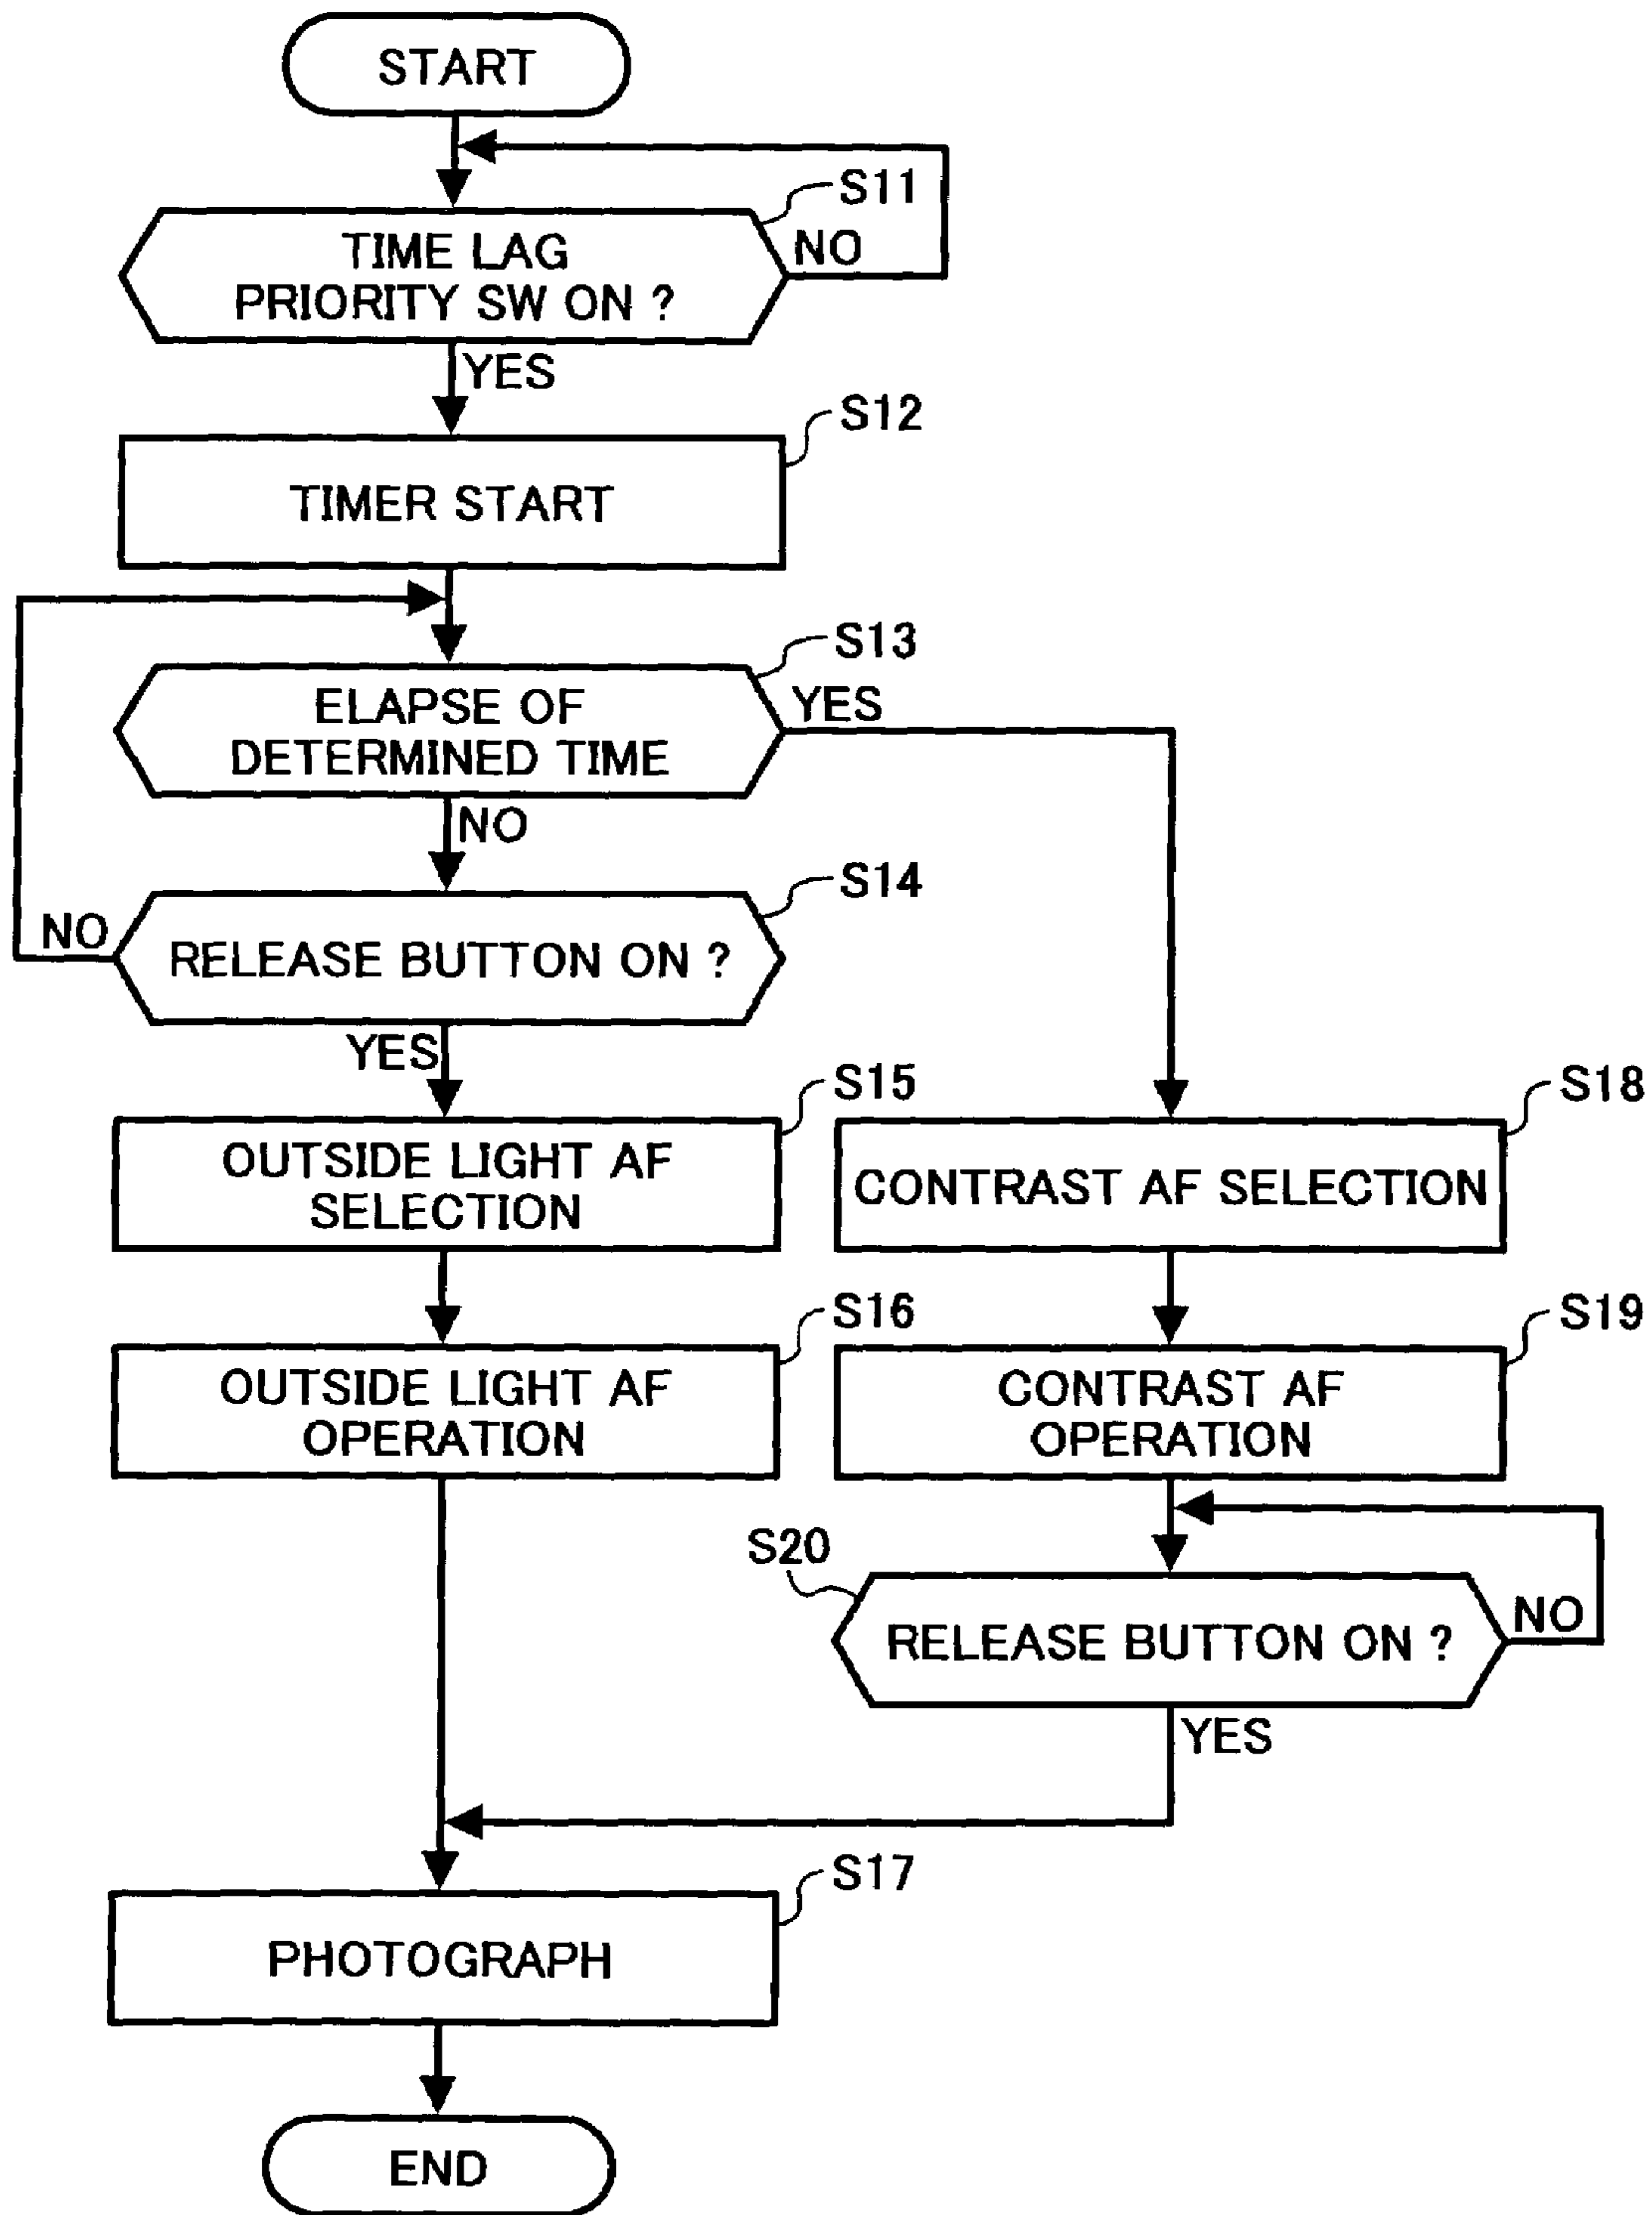 START
S11
TIME LAG
PRIORITY SW ON ?
NO
YES
S12
TIMER START
S13
ELAPSE OF
DETERMINED TIME
YES
NO
S14
NO
RELEASE BUTTON ON ?
YES
S15
OUTSIDE LIGHT AF
SELECTION
S18
CONTRAST AF SELECTION
S16
OUTSIDE LIGHT AF
OPERATION
S19
CONTRAST AF
OPERATION
S20
RELEASE BUTTON ON ?
NO
YES
S17
PHOTOGRAPH
END